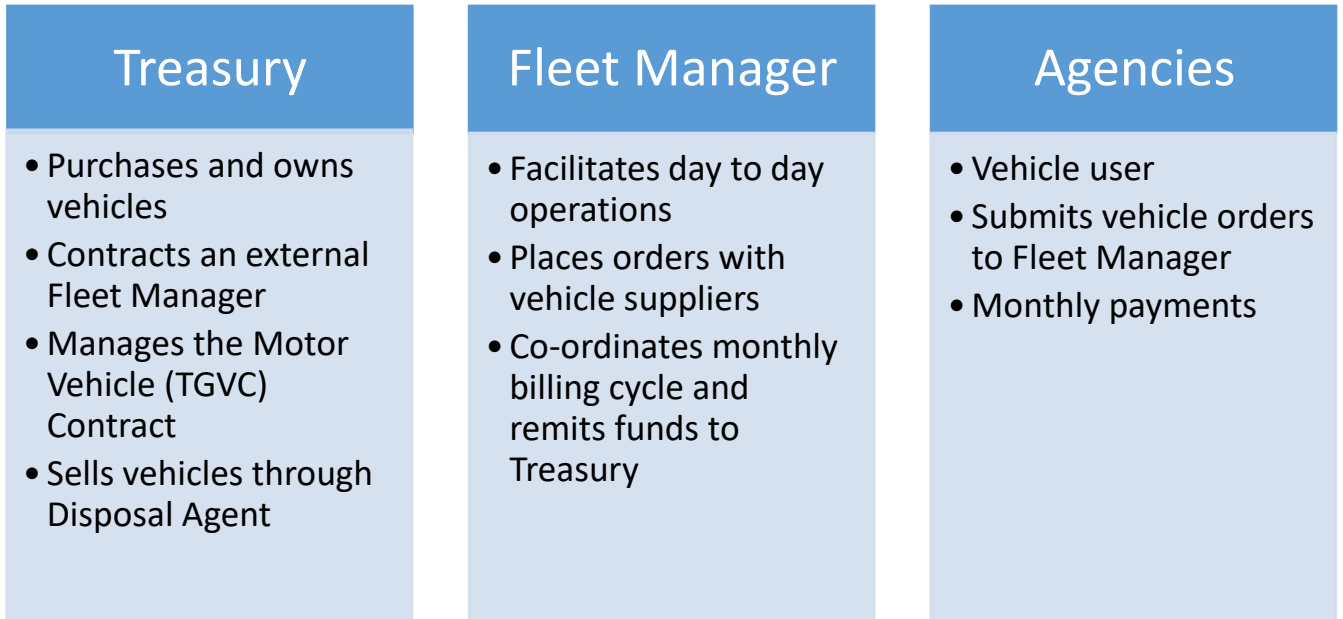 Treasury
• Purchases and owns
vehicles
• Contracts an external
Fleet Manager
• Manages the Motor
Vehicle (TGVC)
Contract
• Sells vehicles through
Disposal Agent
Fleet Manager
• Facilitates day to day
operations
• Places orders with
vehicle suppliers
• Co-ordinates monthly
billing cycle and
remits funds to
Treasury
Agencies
• Vehicle user
• Submits vehicle orders
to Fleet Manager
• Monthly payments